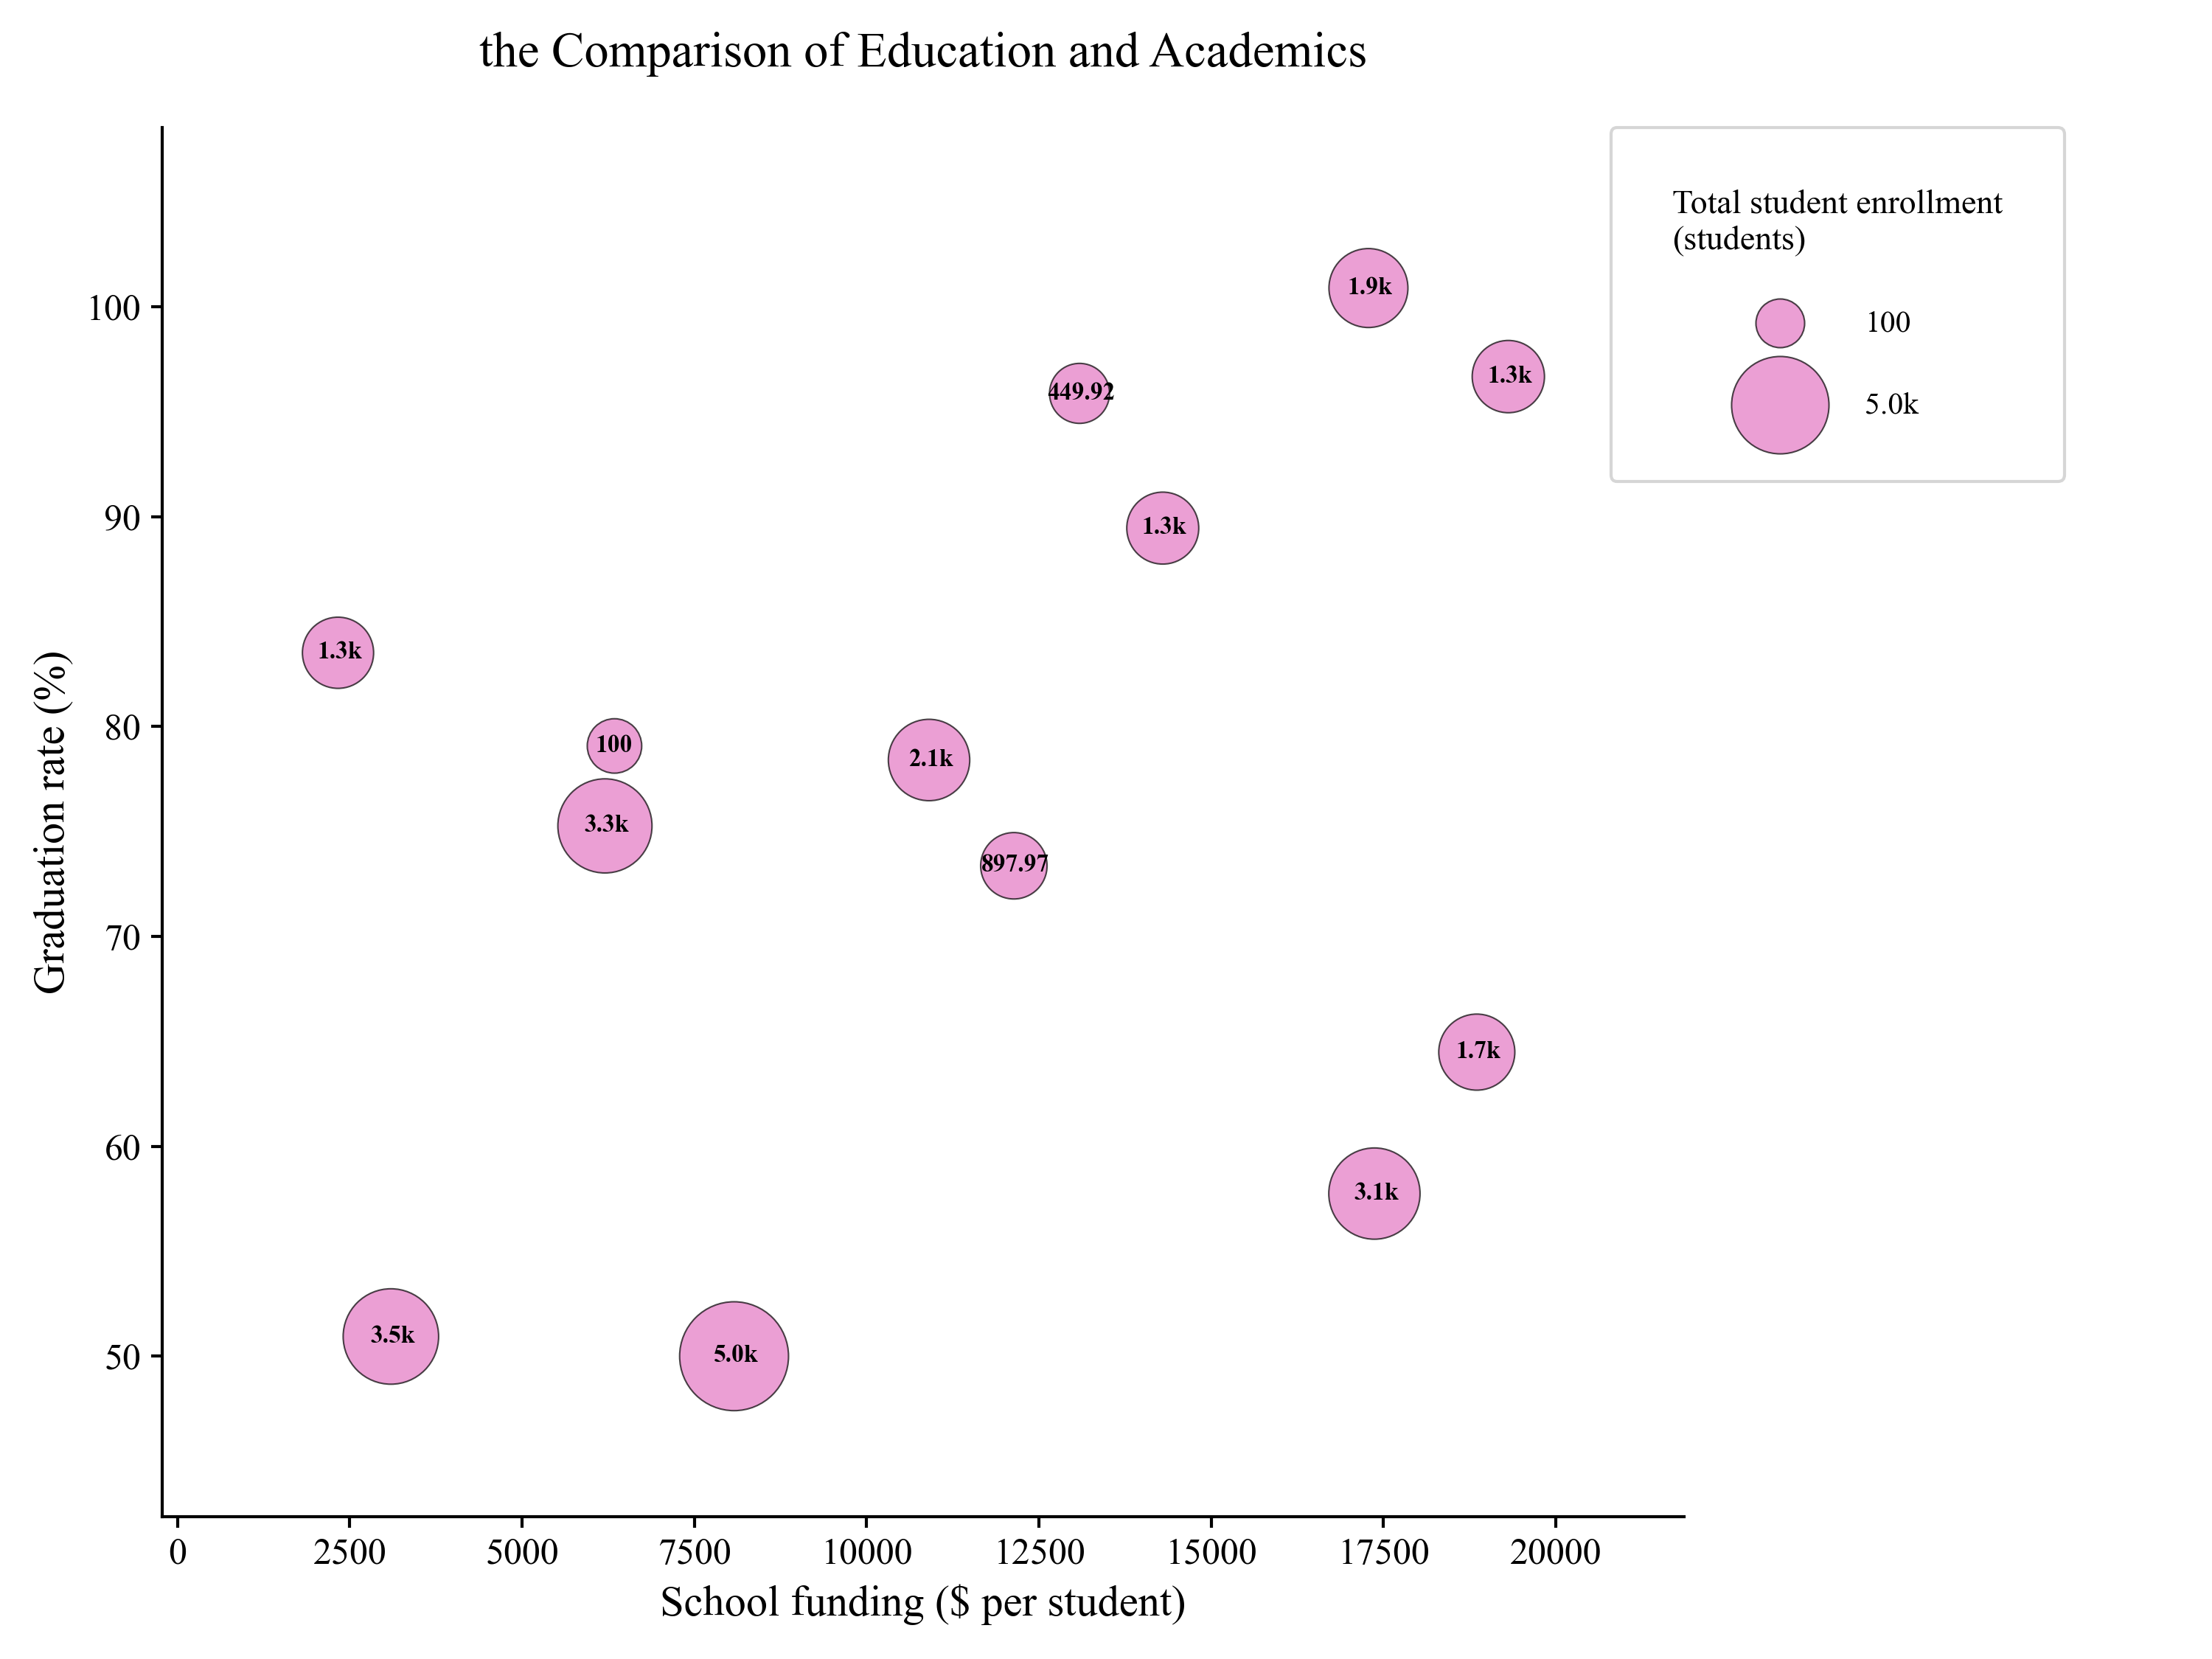 the Comparison of Education and Academics
Total student enrollment
(students)
100
5.0k
Graduation rate (%)
100
90
80
70
60
50
1.9k
1.3k
449.92
1.3k
1.3k
100
2.1k
3.3k
897.97
1.7k
3.1k
3.5k
5.0k
0 2500 5000 7500 10000 12500 15000 17500 20000
School funding ($ per student)